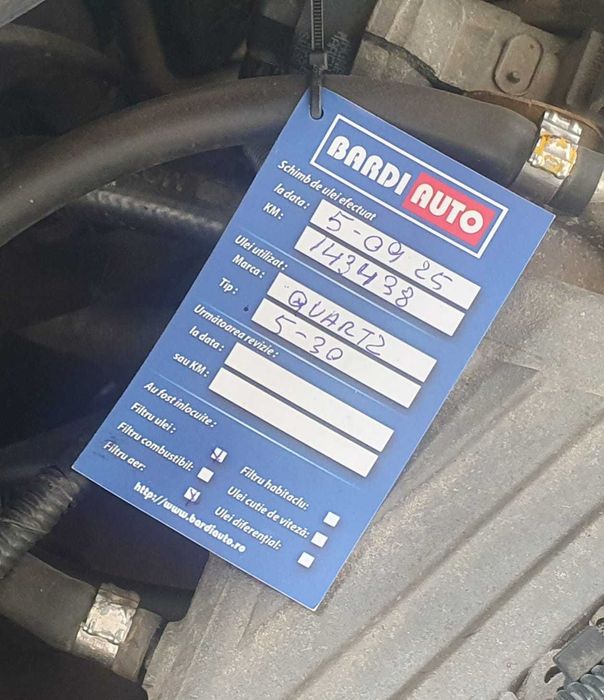 BARDI AUTO
Schimb de ulei efectuat
la data: 5-09 25
KM: 143438
Ulei utilizat:
Marca: QUARTZ
Tip: 5-30
Următoarea revizie:
la data:
sau KM:
Au fost înlocuite:
Filtru ulei:
Filtru combustibil:
Filtru aer:
Filtru habitaclu:
Ulei cutie de viteză:
Ulei diferențial:
http://www.bardiauto.ro